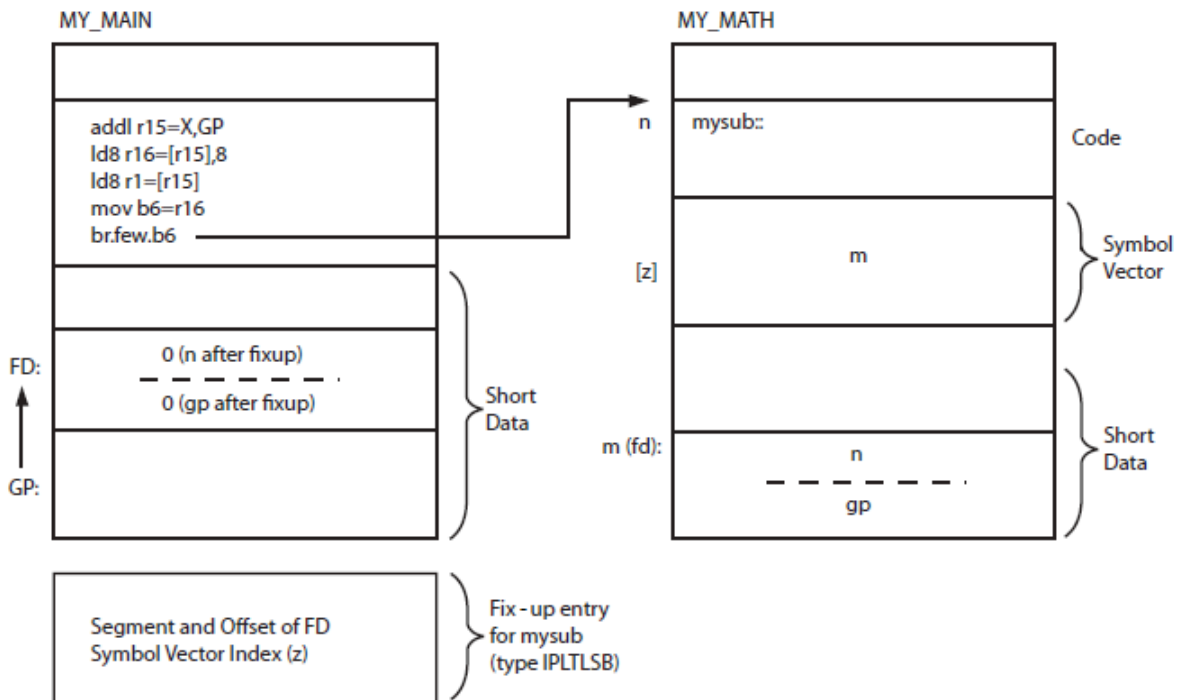 MY_MAIN
addl r15=X,GP
ld8 r16=[r15],8
ld8 r1=[r15]
mov b6=r16
br.few.b6
FD:
0 (n after fixup)
0 (gp after fixup)
GP:
Short
Data
Segment and Offset of FD
Symbol Vector Index (z)
Fix - up entry
for mysub
(type IPLTLSB)
MY_MATH
n
mysub::
Code
[z]
m
Symbol
Vector
m (fd):
n
gp
Short
Data